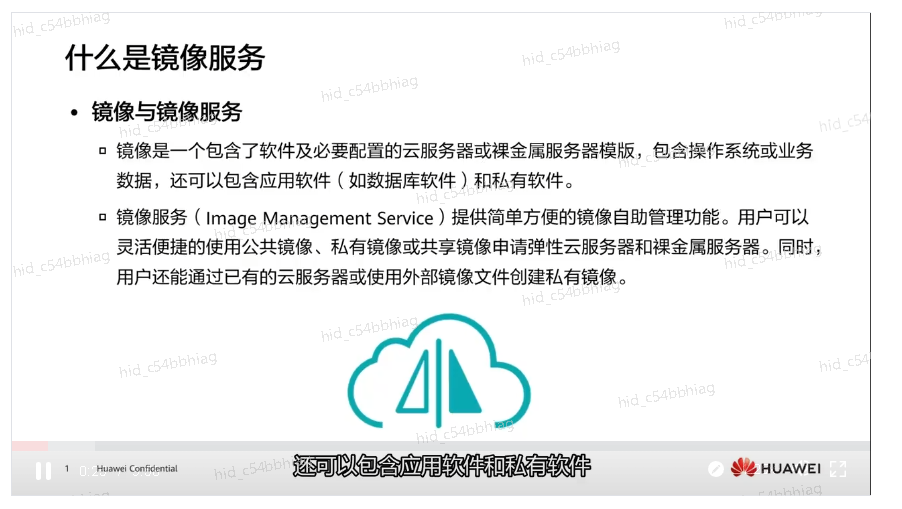 什么是镜像服务
• 镜像与镜像服务
镜像是一个包含了软件及必要配置的云服务器或裸金属服务器模版，包含操作系统或业务
数据，还可以包含应用软件（如数据库软件）和私有软件。
镜像服务（Image Management Service）提供简单方便的镜像自助管理功能。用户可以
灵活便捷的使用公共镜像、私有镜像或共享镜像申请弹性云服务器和裸金属服务器。同时，
用户还能通过已有的云服务器或使用外部镜像文件创建私有镜像。
1 Huawei Confidential
还可以包含应用软件和私有软件
HUAWEI
hid_c54bbhiag